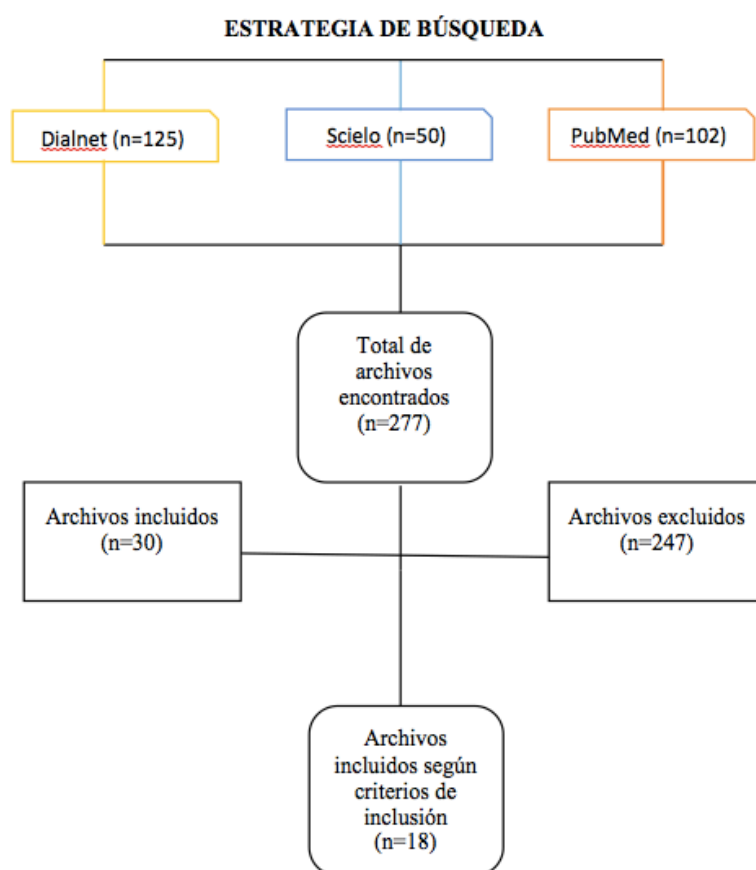 ESTRATEGIA DE BÚSQUEDA
Dialnet (n=125)
Scielo (n=50)
PubMed (n=102)
Total de
archivos
encontrados
(n=277)
Archivos incluidos
(n=30)
Archivos excluidos
(n=247)
Archivos
incluidos según
criterios de
inclusión
(n=18)